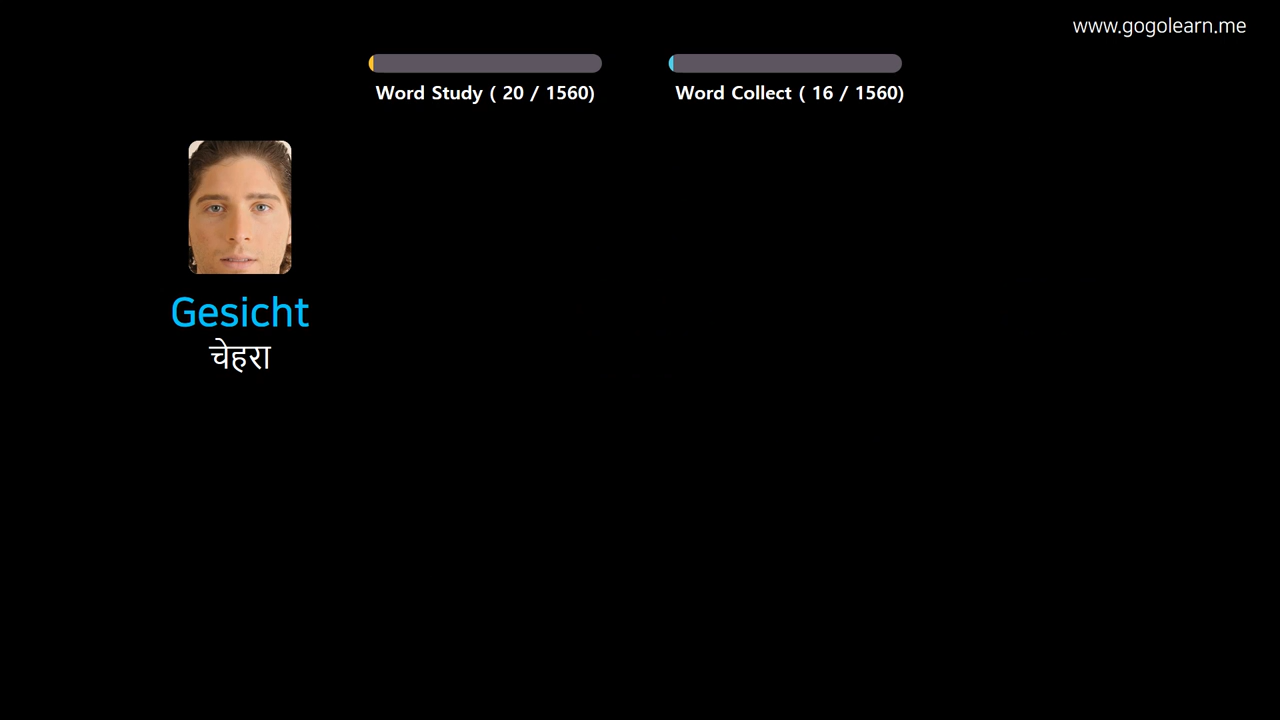 www.gogolearn.me
Word Study ( 20 / 1560)
Word Collect ( 16 / 1560)
Gesicht
चेहरा